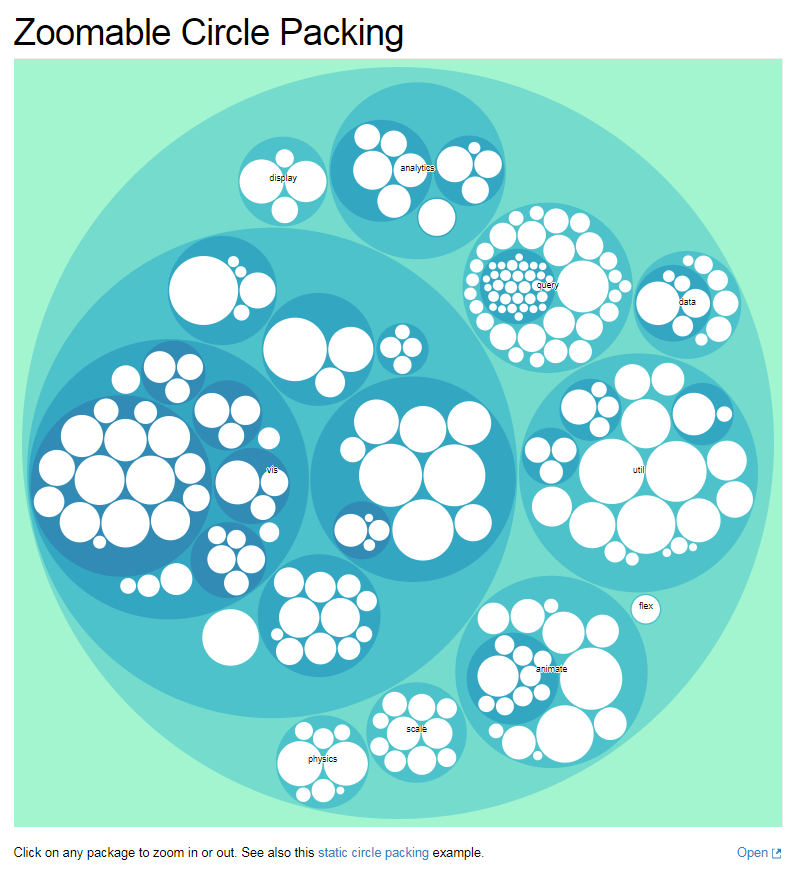 Zoomable Circle Packing
display
analytics
query
data
vis
util
flex
animate
scale
physics
Click on any package to zoom in or out. See also this static circle packing example.
Open